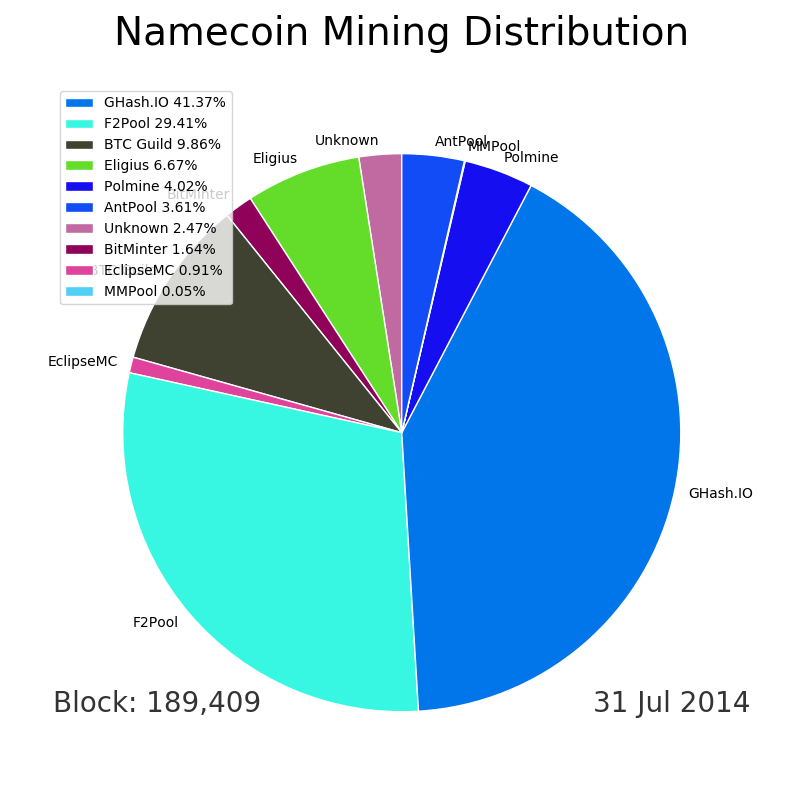 Namecoin Mining Distribution
GHash.IO 41.37%
F2Pool 29.41%
BTC Guild 9.86%
Eligius 6.67%
Polmine 4.02%
AntPool 3.61%
Unknown 2.47%
BitMinter 1.64%
EclipseMC 0.91%
MMPool 0.05%
Unknown
AntPool
MMPool
Polmine
Eligius
BitMinter
EclipseMC
GHash.IO
F2Pool
Block: 189,409
31 Jul 2014